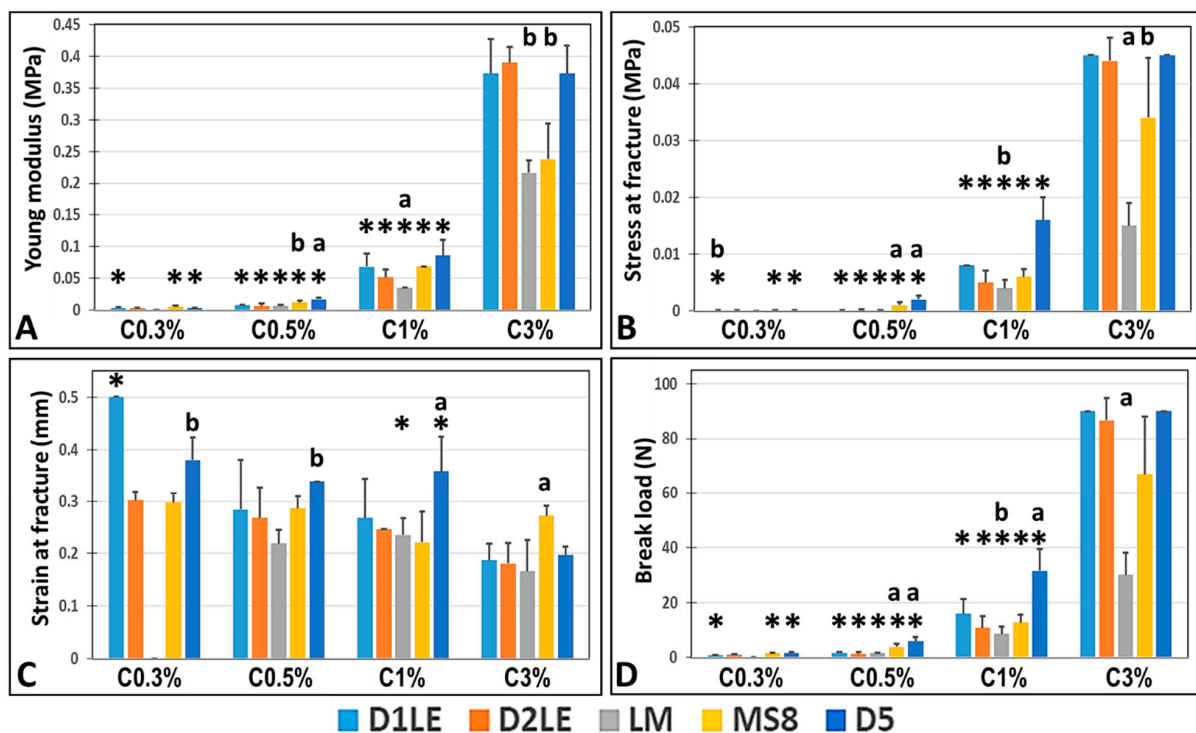 0.45
0.4
0.35
0.3
0.25
0.2
0.15
0.1
0.05
0
Young modulus (MPa)
b b
a
* * * * *
b a
* ** * * * * *
C0.3% C0.5% C1% C3%
A
0.05
0.04
0.03
0.02
0.01
0
Stress at fracture (MPa)
a b
b
* * * * *
b a a
* ** * * * * *
C0.3% C0.5% C1% C3%
B
0.5
0.4
0.3
0.2
0.1
0
Strain at fracture (mm)
*
b
b
a
* *
a
C0.3% C0.5% C1% C3%
C
100
80
60
40
20
0
Break load (N)
a
b a
* * * * *
a a
* ** * * * * *
C0.3% C0.5% C1% C3%
D
D1LE D2LE LM MS8 D5